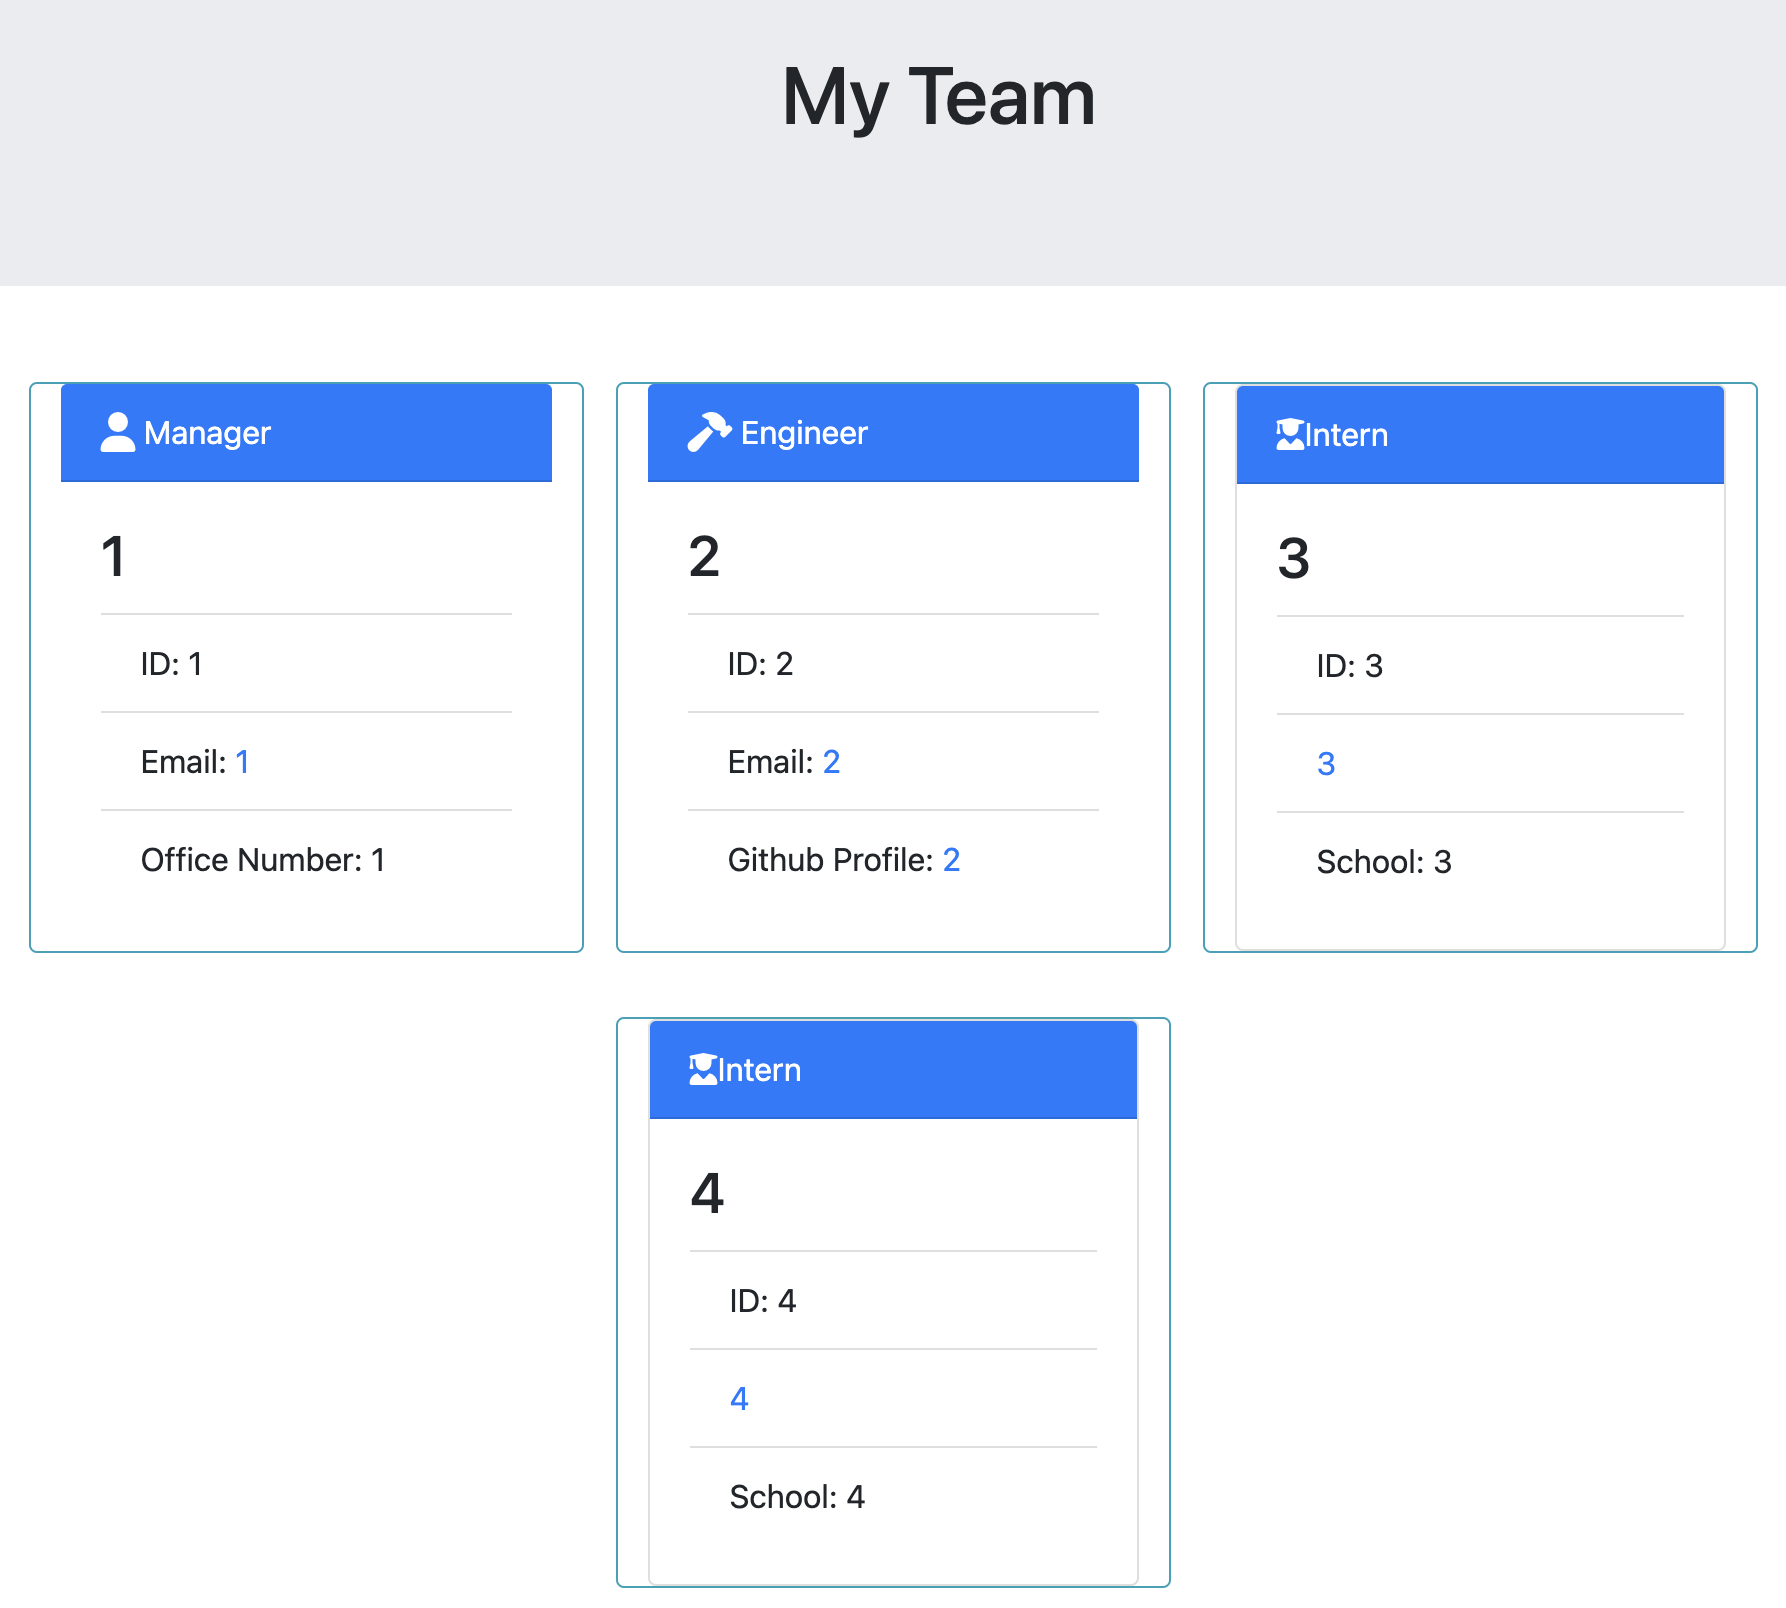 My Team
Manager
1
ID: 1
Email: 1
Office Number: 1
Engineer
2
ID: 2
Email: 2
Github Profile: 2
Intern
3
ID: 3
3
School: 3
Intern
4
ID: 4
4
School: 4